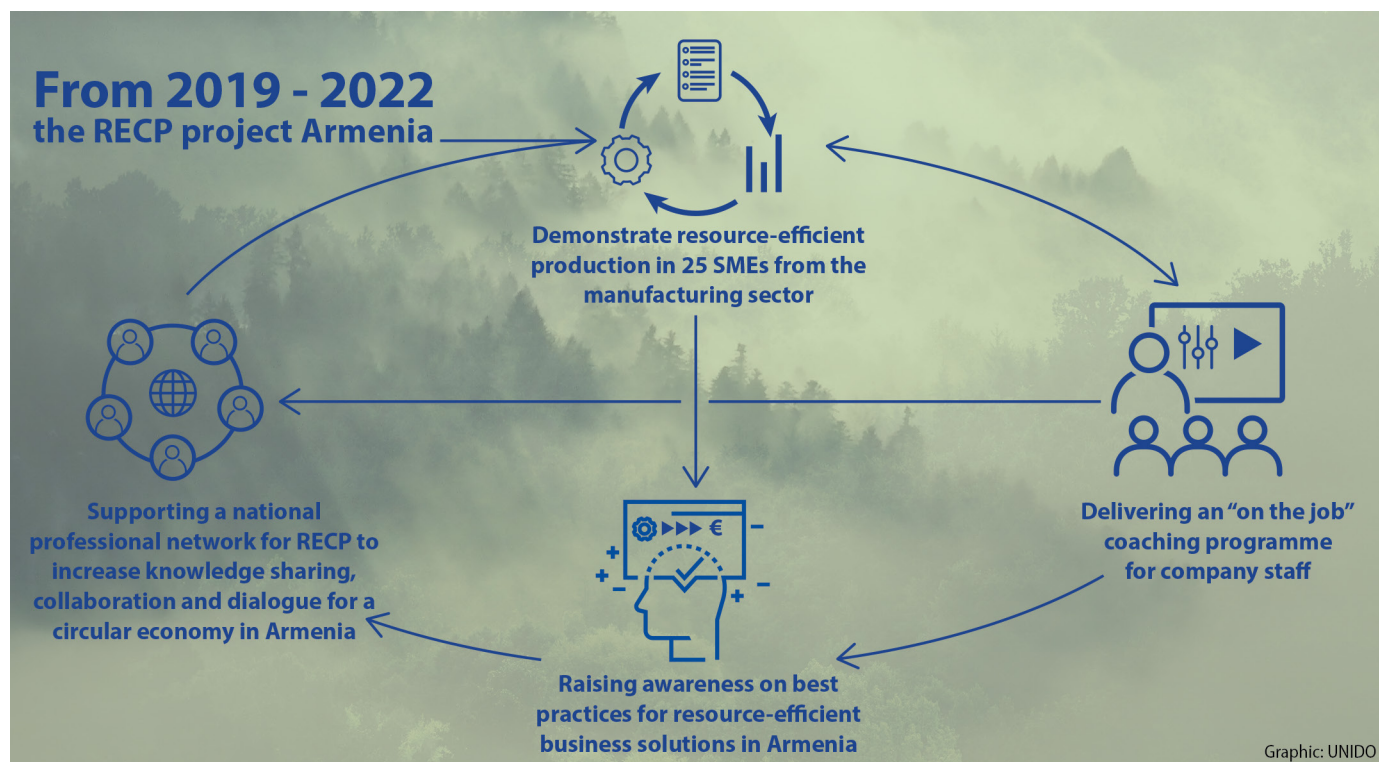 From 2019 - 2022
the RECP project Armenia
Demonstrate resource-efficient
production in 25 SMEs from the
manufacturing sector
Supporting a national
professional network for RECP to
increase knowledge sharing,
collaboration and dialogue for a
circular economy in Armenia
€
Delivering an “on the job”
coaching programme
for company staff
Raising awareness on best
practices for resource-efficient
business solutions in Armenia
Graphic: UNIDO